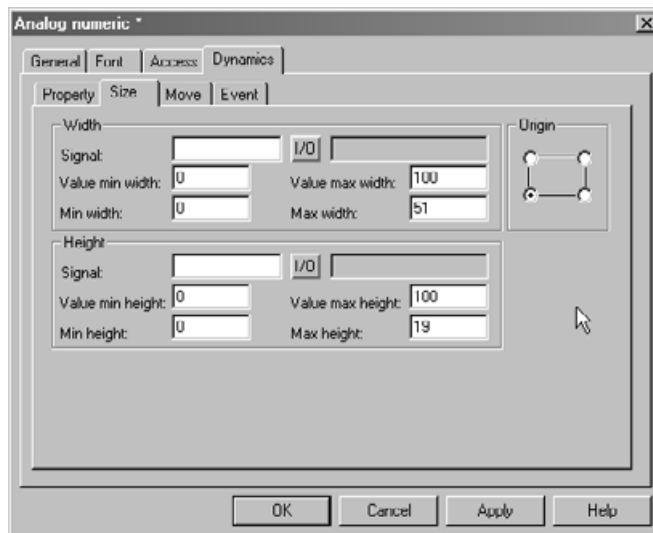 Analog numeric *
General Font Access Dynamics
Property Size Move Event
Width
Signal: I/O
Value min width: 0 Value max width: 100
Min width: 0 Max width: 51
Origin
Height
Signal: I/O
Value min height: 0 Value max height: 100
Min height: 0 Max height: 19
OK Cancel Apply Help